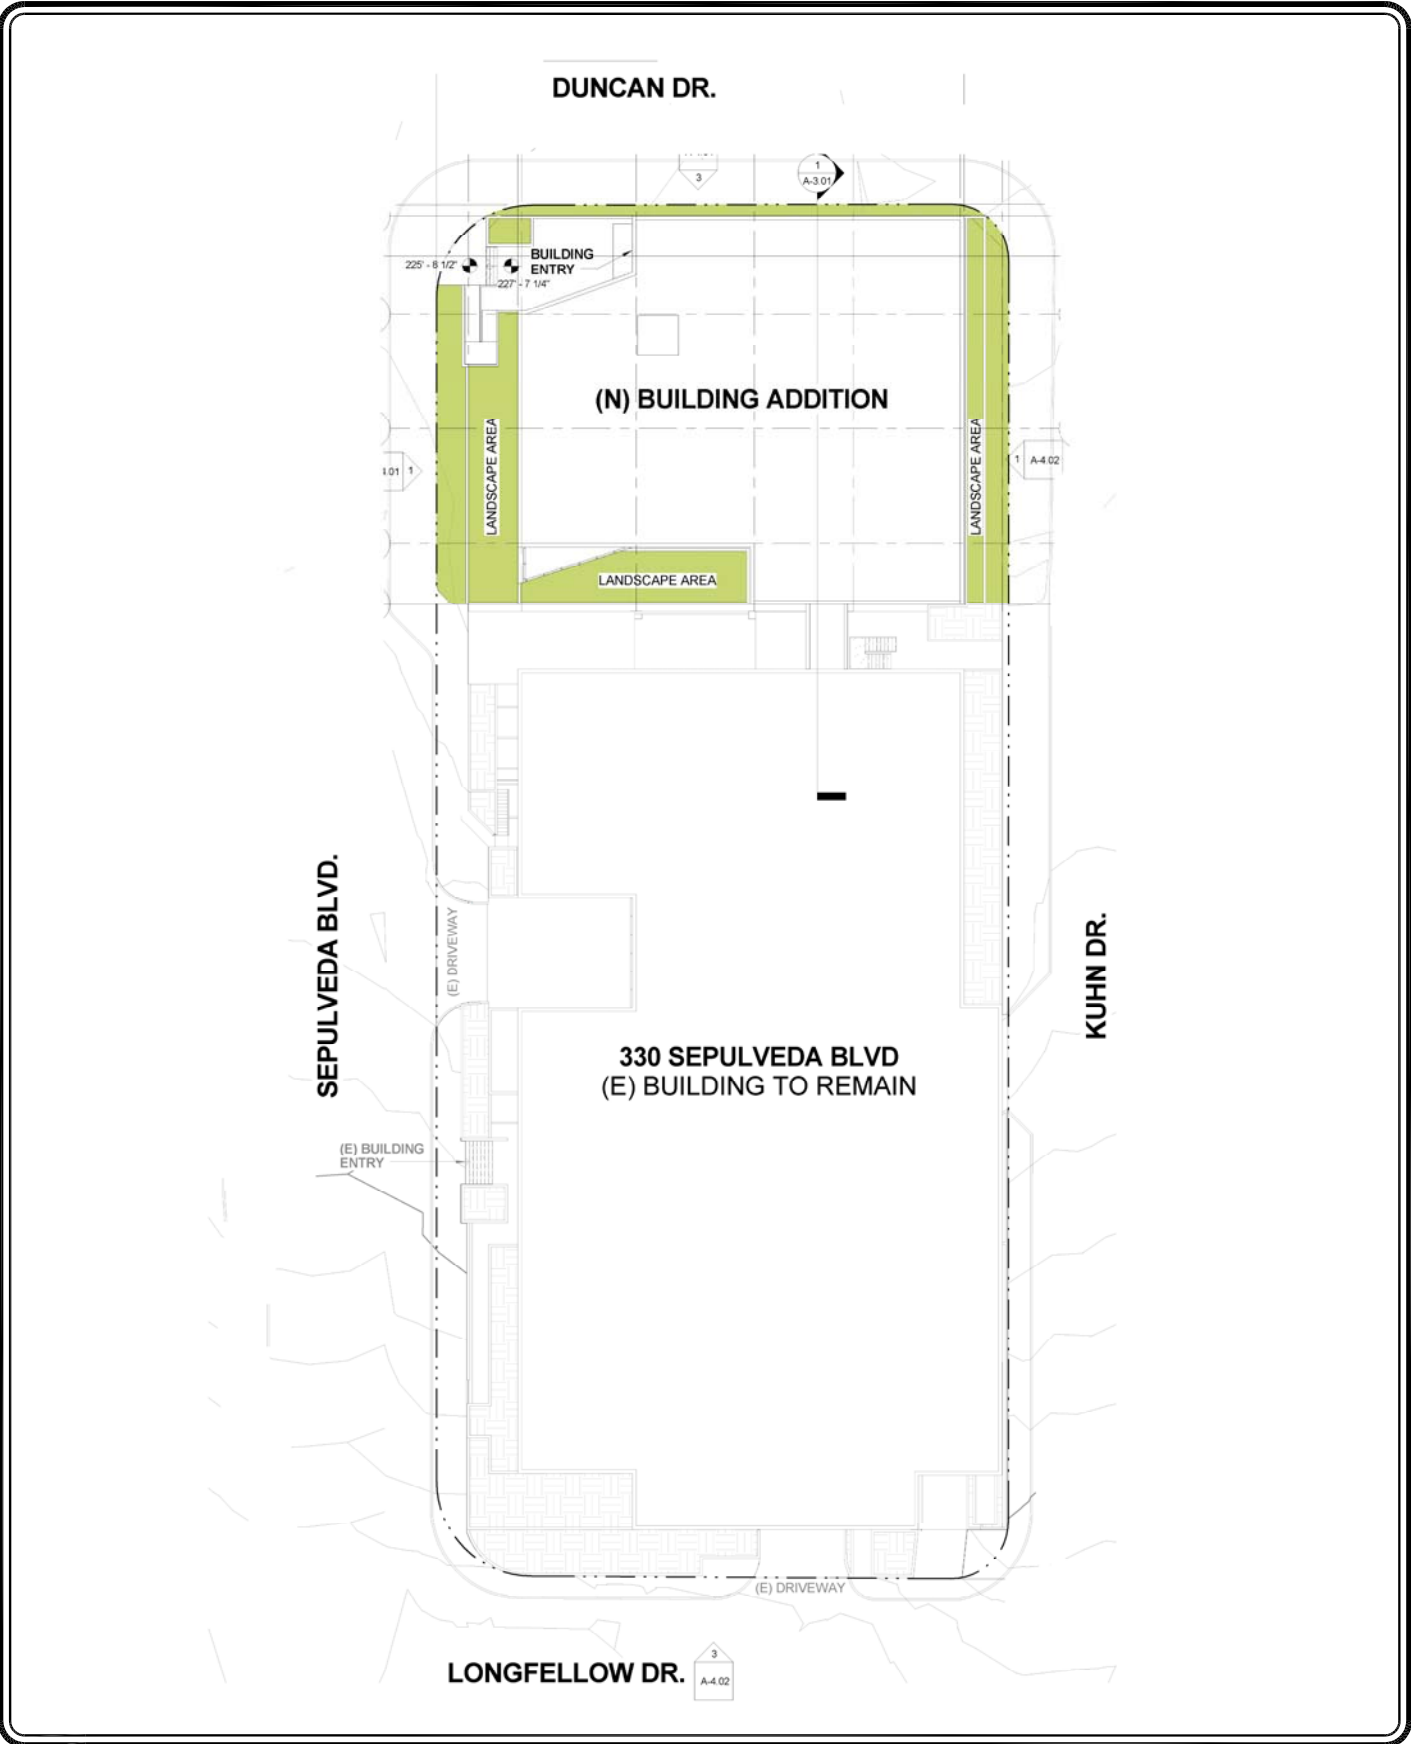 DUNCAN DR.
3
1
A-3.01
BUILDING
ENTRY
225' - 8 1/2"
227' - 7 1/4"
(N) BUILDING ADDITION
LANDSCAPE AREA
LANDSCAPE AREA
1
1
A-4.02
LANDSCAPE AREA
SEPULVEDA BLVD.
(E) DRIVEWAY
KUHN DR.
330 SEPULVEDA BLVD
(E) BUILDING TO REMAIN
(E) BUILDING
ENTRY
(E) DRIVEWAY
LONGFELLOW DR.
3
A-4.02